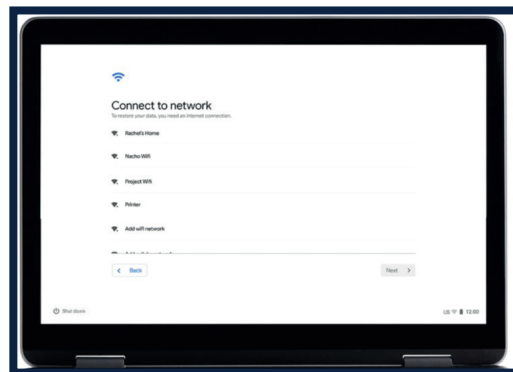 Connect to network
To restore your data, you need an internet connection.
Rachel's Home
Nacho Wifi
Project Wifi
Printer
Add wifi network
Back
Next
Shut down
US
12:00